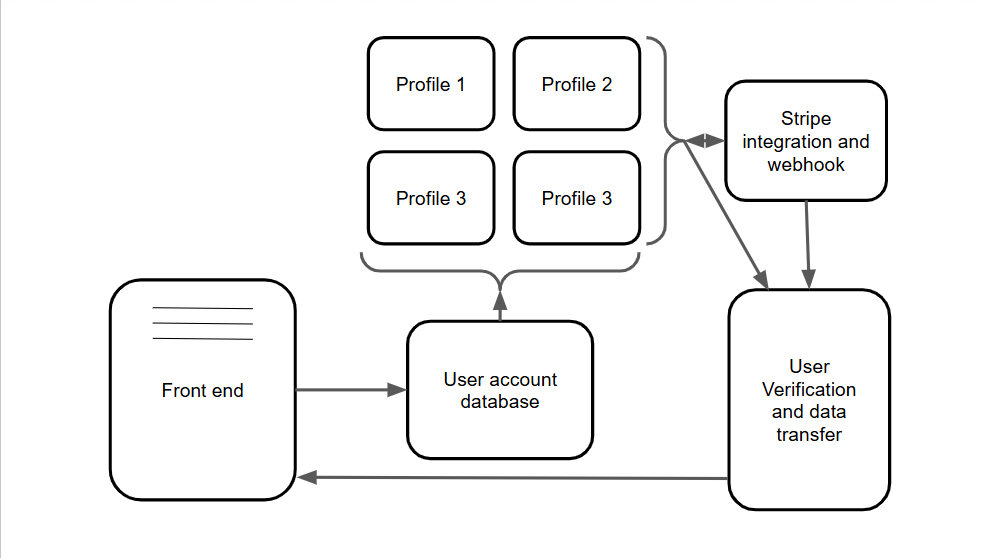 Profile 1
Profile 2
Profile 3
Profile 3
Stripe
integration and
webhook
Front end
User account
database
User
Verification
and data
transfer